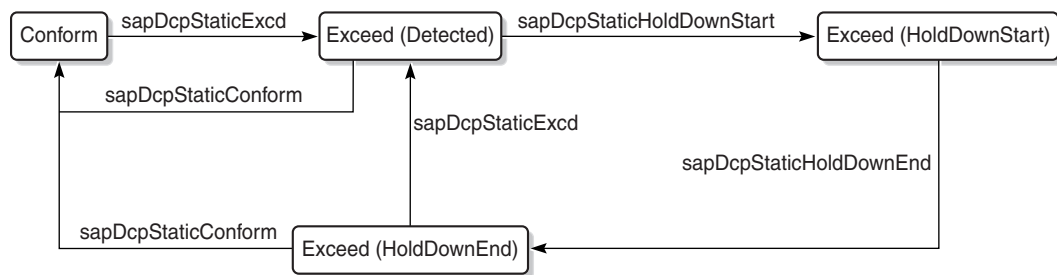 sapDcpStaticExcd
sapDcpStaticHoldDownStart
Conform
Exceed (Detected)
Exceed (HoldDownStart)
sapDcpStaticConform
sapDcpStaticExcd
sapDcpStaticHoldDownEnd
sapDcpStaticConform
Exceed (HoldDownEnd)